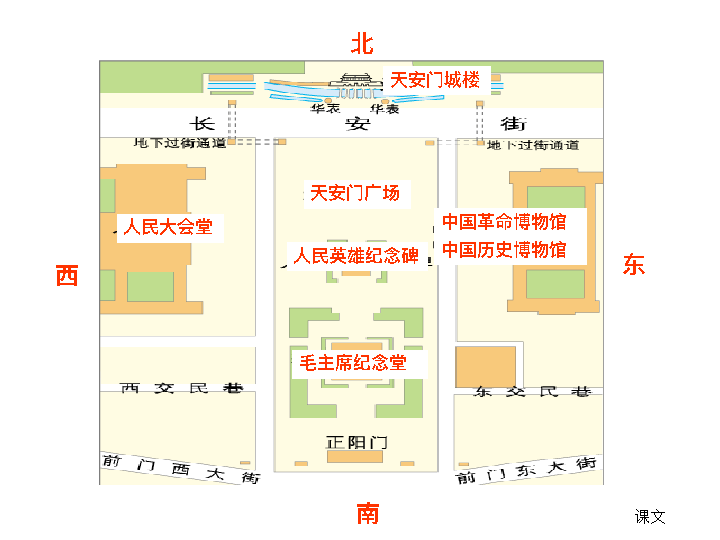 北
天安门城楼
华表 华表
长安街
地下过街通道 地下过街通道
天安门广场
人民大会堂
中国革命博物馆
中国历史博物馆
人民英雄纪念碑
西
东
毛主席纪念堂
西交民巷
东交民巷
正阳门
前门西大街
前门东大街
南
课文